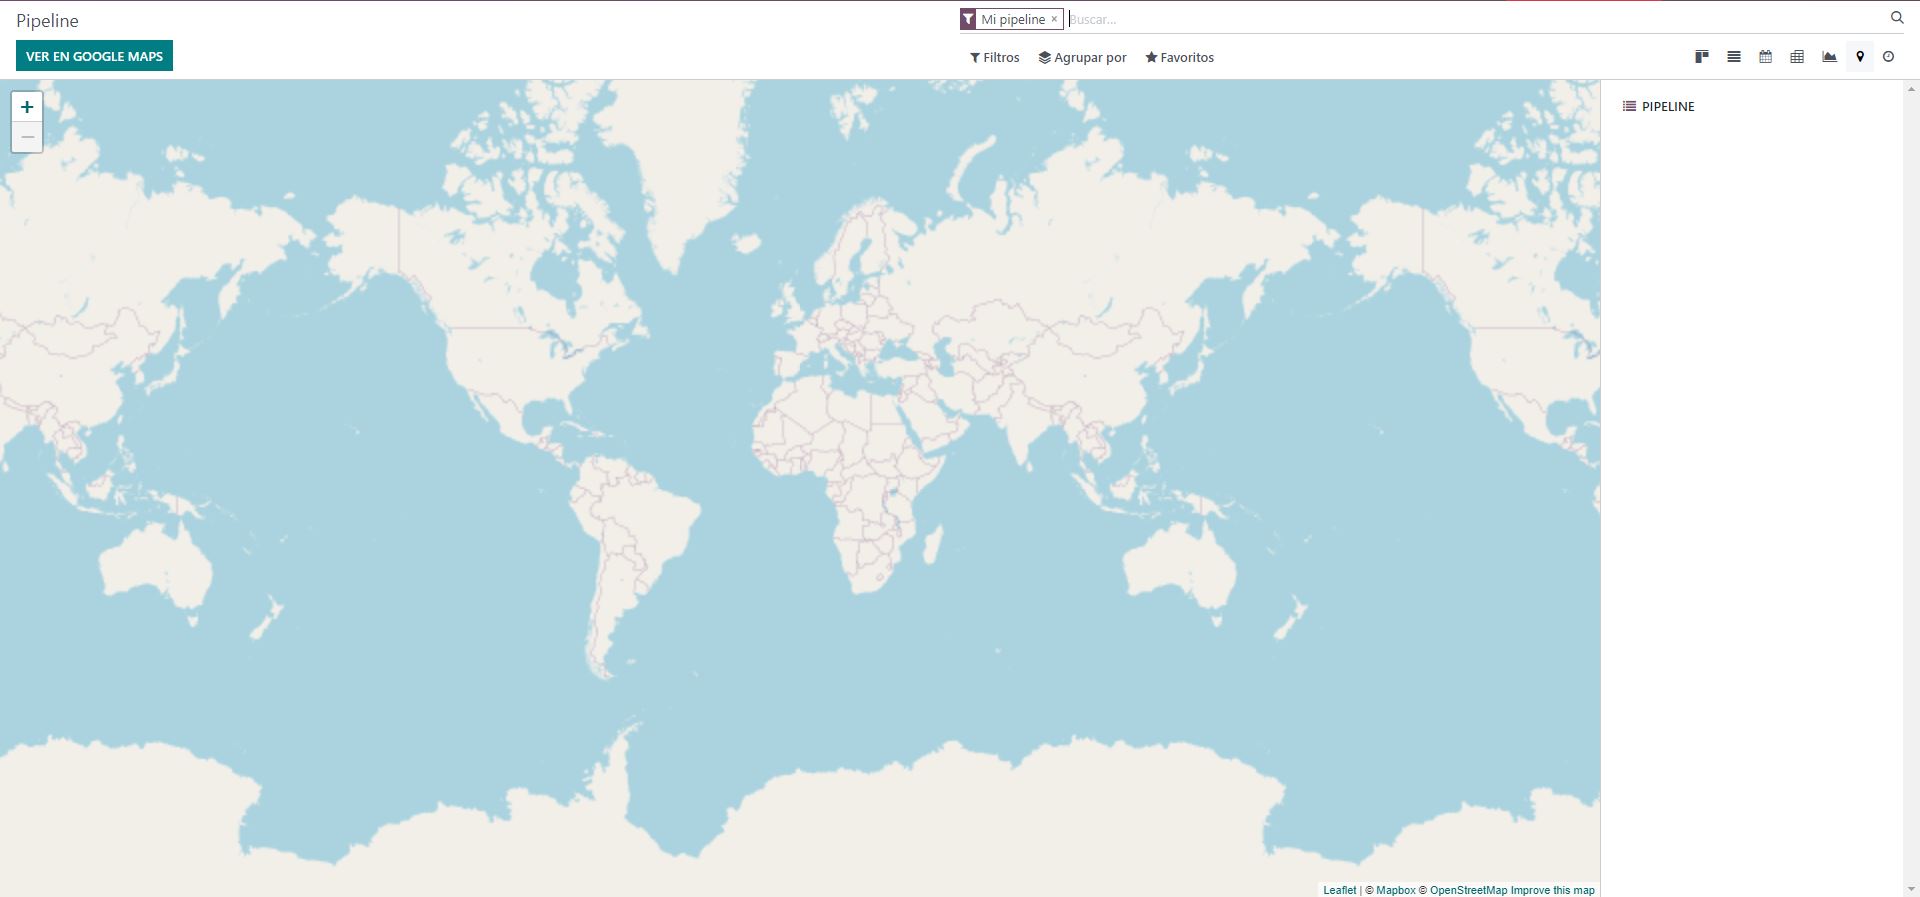 Pipeline
Mi pipeline ×
Buscar...
VER EN GOOGLE MAPS
Filtros
Agrupar por
Favoritos
+
−
PIPELINE
Leaflet | © Mapbox © OpenStreetMap Improve this map